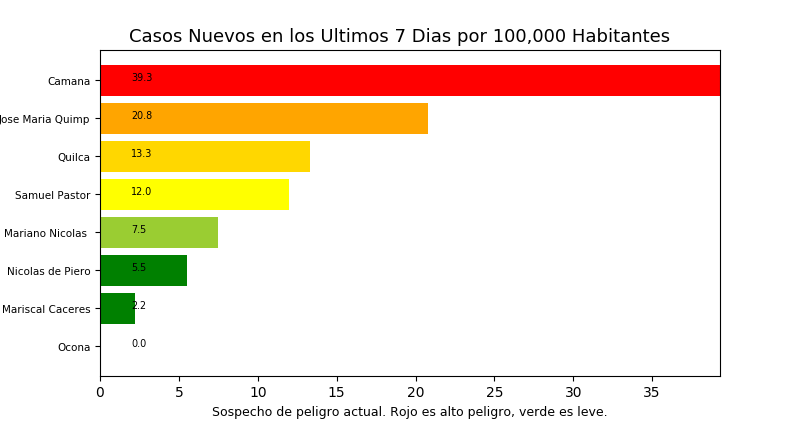 Casos Nuevos en los Ultimos 7 Dias por 100,000 Habitantes
Camana 39.3
Jose Maria Quimp 20.8
Quilca 13.3
Samuel Pastor 12.0
Mariano Nicolas 7.5
Nicolas de Piero 5.5
Mariscal Caceres 2.2
Ocona 0.0
0 5 10 15 20 25 30 35
Sospecho de peligro actual. Rojo es alto peligro, verde es leve.